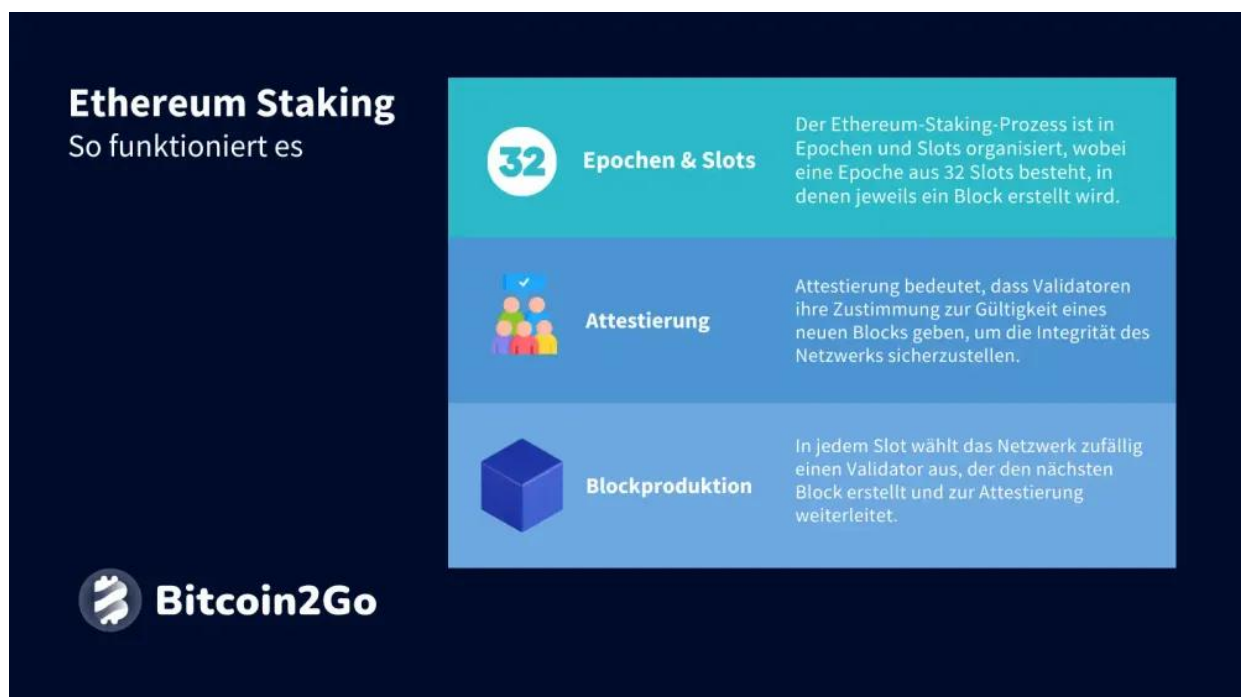 Ethereum Staking
So funktioniert es
32
Epochen & Slots
Der Ethereum-Staking-Prozess ist in
Epochen und Slots organisiert, wobei
eine Epoche aus 32 Slots besteht, in
denen jeweils ein Block erstellt wird.
Attestierung
Attestierung bedeutet, dass Validatoren
ihre Zustimmung zur Gültigkeit eines
neuen Blocks geben, um die Integrität des
Netzwerks sicherzustellen.
Blockproduktion
In jedem Slot wählt das Netzwerk zufällig
einen Validator aus, der den nächsten
Block erstellt und zur Attestierung
weiterleitet.
Bitcoin2Go